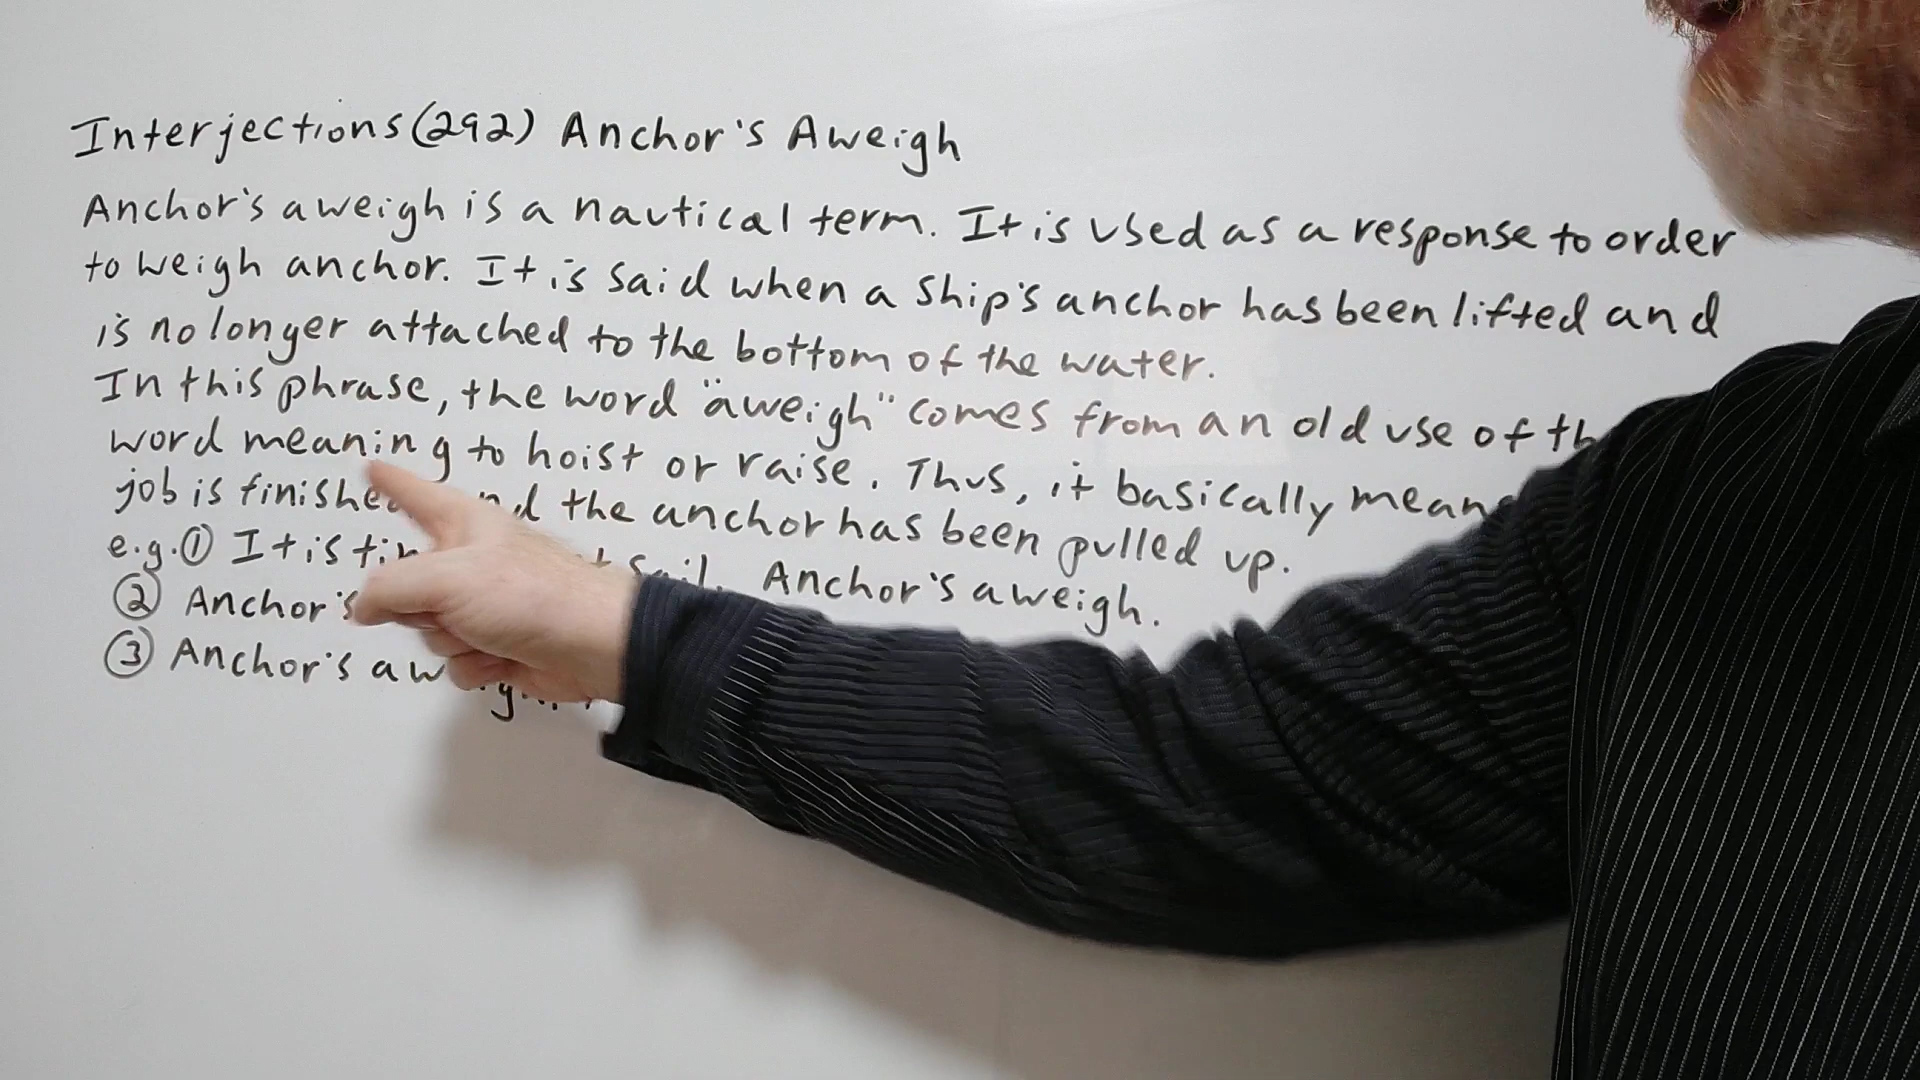 Interjections (292) Anchor's Aweigh
Anchor's aweigh is a nautical term. It is used as a response to order
to weigh anchor. It is said when a ship's anchor has been lifted and
is no longer attached to the bottom of the water.
In this phrase, the word "aweigh" comes from an old use of
word meaning to hoist or raise. Thus, it basically
job is the anchor has been pulled up.
e.g. ① It is sail. Anchor's aweigh.
② Anchor's
③ Anchor's